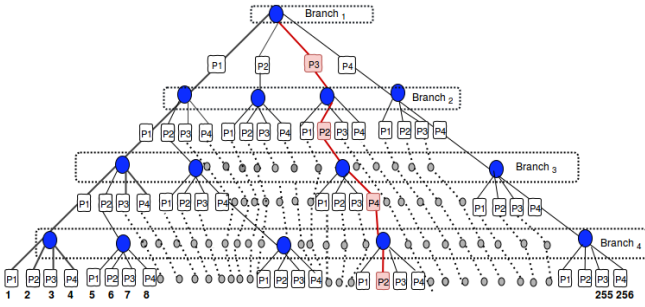 Branch 1
P1 P2 P3 P4
Branch 2
P1 P2 P3 P4 P1 P2 P3 P4 P1 P2 P3 P4 P1 P2 P3 P4
Branch 3
P1 P2 P3 P4 P1 P2 P3 P4 P1 P2 P3 P4 P1 P2 P3 P4
Branch 4
P1 P2 P3 P4 P1 P2 P3 P4 P1 P2 P3 P4 P1 P2 P3 P4 P1 P2 P3 P4
1 2 3 4 5 6 7 8 255 256